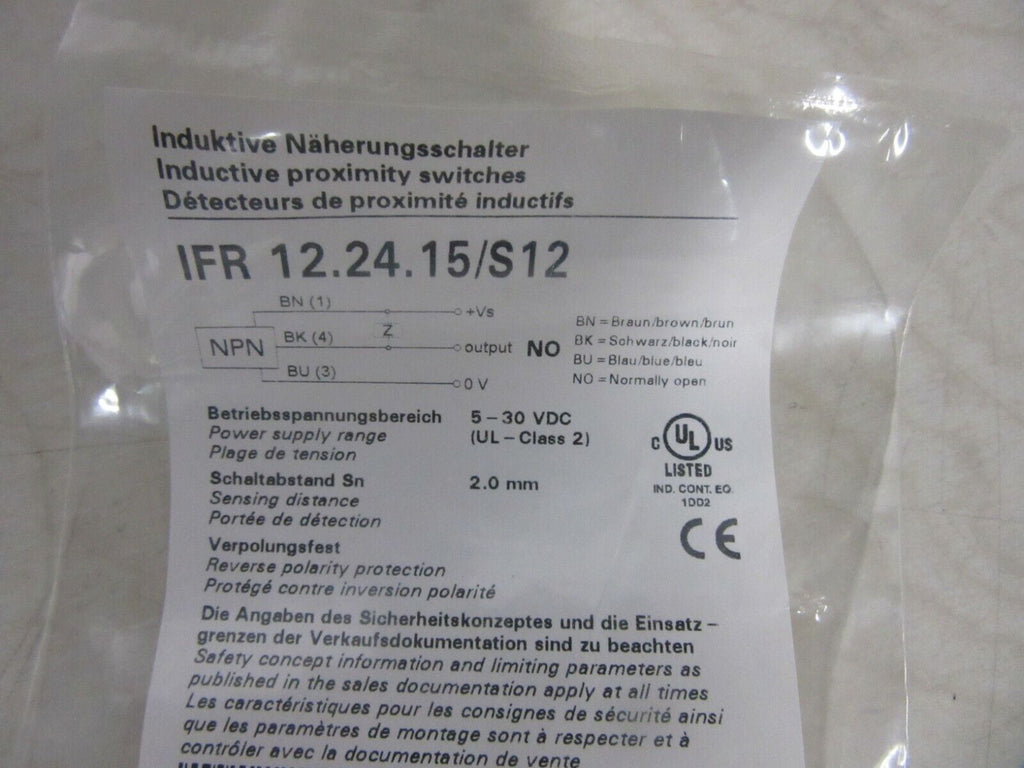 Induktive Näherungsschalter
Inductive proximity switches
Détecteurs de proximité inductifs
IFR 12.24.15/S12
BN (1) +Vs
NPN BK (4) Z output NO
BU (3) 0 V
BN = Braun/brown/brun
BK = Schwarz/black/noir
BU = Blau/blue/bleu
NO = Normally open
Betriebsspannungsbereich 5 – 30 VDC
Power supply range (UL – Class 2)
Plage de tension
Schaltabstand Sn 2.0 mm
Sensing distance
Portée de détection
C UL US
LISTED
IND. CONT. EQ.
1DD2
CE
Verpolungsfest
Reverse polarity protection
Protégé contre inversion polarité
Die Angaben des Sicherheitskonzeptes und die Einsatz –
grenzen der Verkaufsdokumentation sind zu beachten
Safety concept information and limiting parameters as
published in the sales documentation apply at all times
Les caractéristiques pour les consignes de sécurité ainsi
que les paramètres de montage sont à respecter et à
contrôler avec la documentation de vente